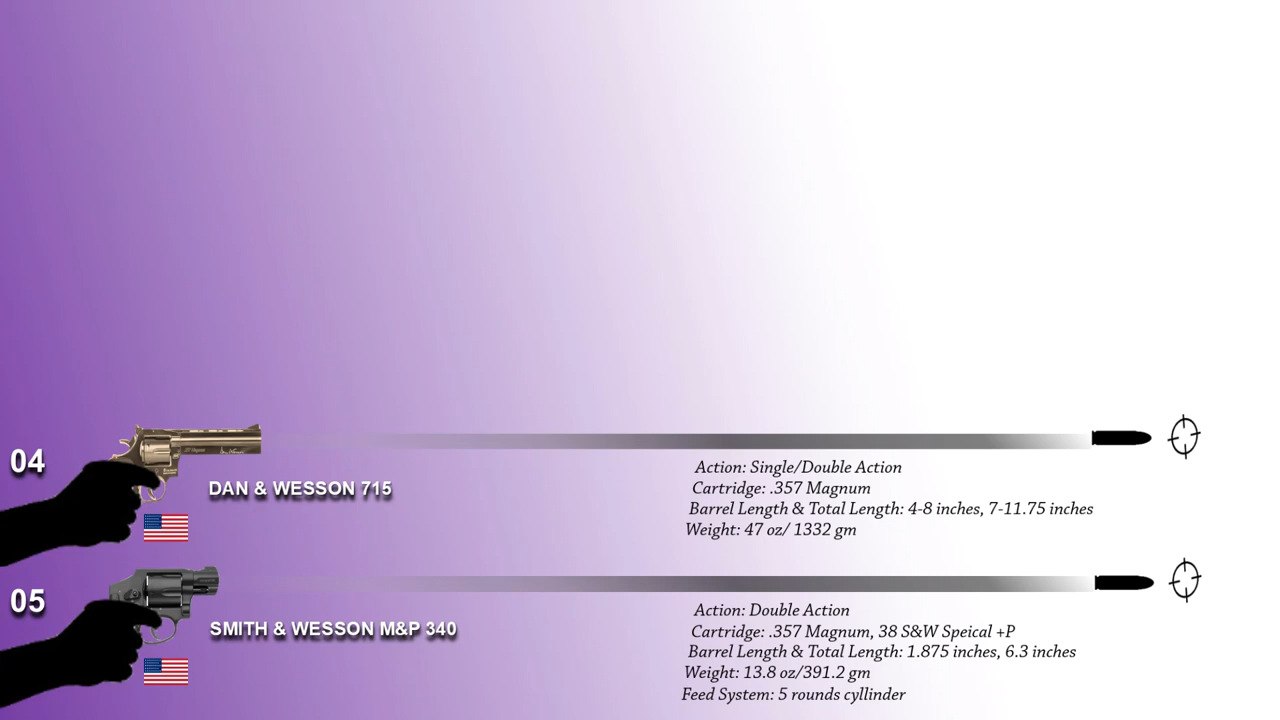 04
DAN & WESSON 715
Action: Single/Double Action
Cartridge: .357 Magnum
Barrel Length & Total Length: 4-8 inches, 7-11.75 inches
Weight: 47 oz/ 1332 gm
05
SMITH & WESSON M&P 340
Action: Double Action
Cartridge: .357 Magnum, 38 S&W Speical +P
Barrel Length & Total Length: 1.875 inches, 6.3 inches
Weight: 13.8 oz/391.2 gm
Feed System: 5 rounds cyllinder